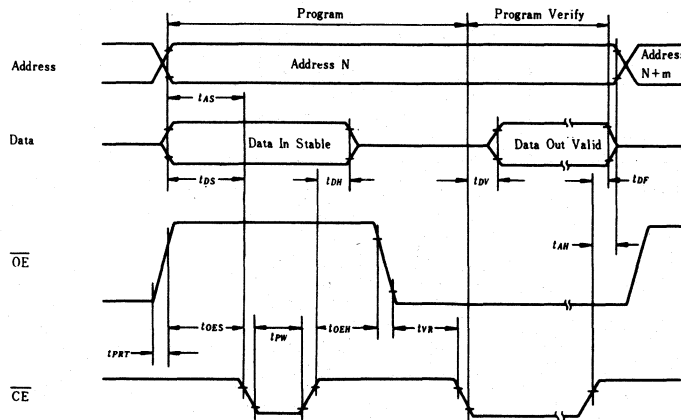 Program
Program Verify
Address
Address N
Address
N+m
tAS
Data
Data In Stable
Data Out Valid
tDS
tDH
tDV
tDF
tAH
OE
tOES
tPW
tOEH
tVR
tPRT
CE